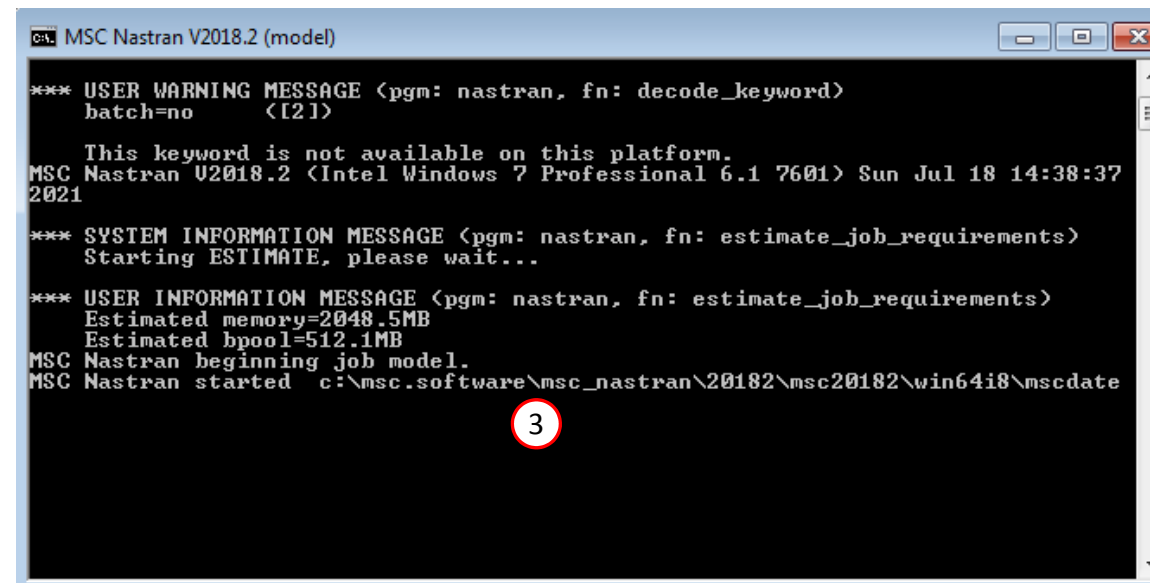 MSC Nastran V2018.2 (model)
*** USER WARNING MESSAGE (pgm: nastran, fn: decode_keyword)
batch=no ([2])
This keyword is not available on this platform.
MSC Nastran V2018.2 (Intel Windows 7 Professional 6.1 7601) Sun Jul 18 14:38:37
2021
*** SYSTEM INFORMATION MESSAGE (pgm: nastran, fn: estimate_job_requirements)
Starting ESTIMATE, please wait...
*** USER INFORMATION MESSAGE (pgm: nastran, fn: estimate_job_requirements)
Estimated memory=2048.5MB
Estimated bpool=512.1MB
MSC Nastran beginning job model.
MSC Nastran started c:\msc.software\msc_nastran\20182\msc20182\win64i8\mscdate
3